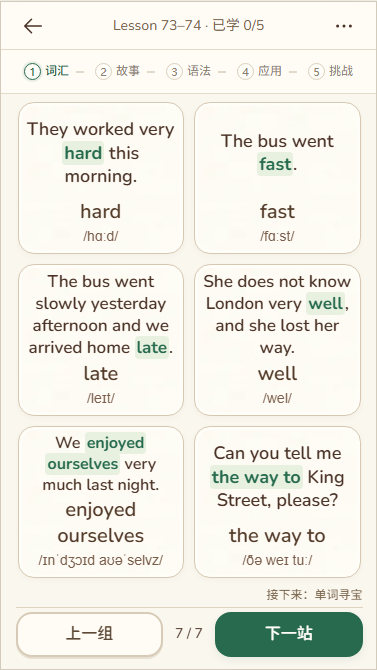 Lesson 73–74 · 已学 0/5
1 词汇 – 2 故事 – 3 语法 – 4 应用 – 5 挑战
They worked very
hard this
morning.
hard
/hɑːd/
The bus went
fast.
fast
/fɑːst/
The bus went
slowly yesterday
afternoon and we
arrived home late.
late
/leɪt/
She does not know
London very well,
and she lost her
way.
well
/wel/
We enjoyed
ourselves very
much last night.
enjoyed
ourselves
/ɪnˈdʒɔɪd aʊəˈselvz/
Can you tell me
the way to King
Street, please?
the way to
/ðə weɪ tuː/
接下来：单词寻宝
上一组
7 / 7
下一站